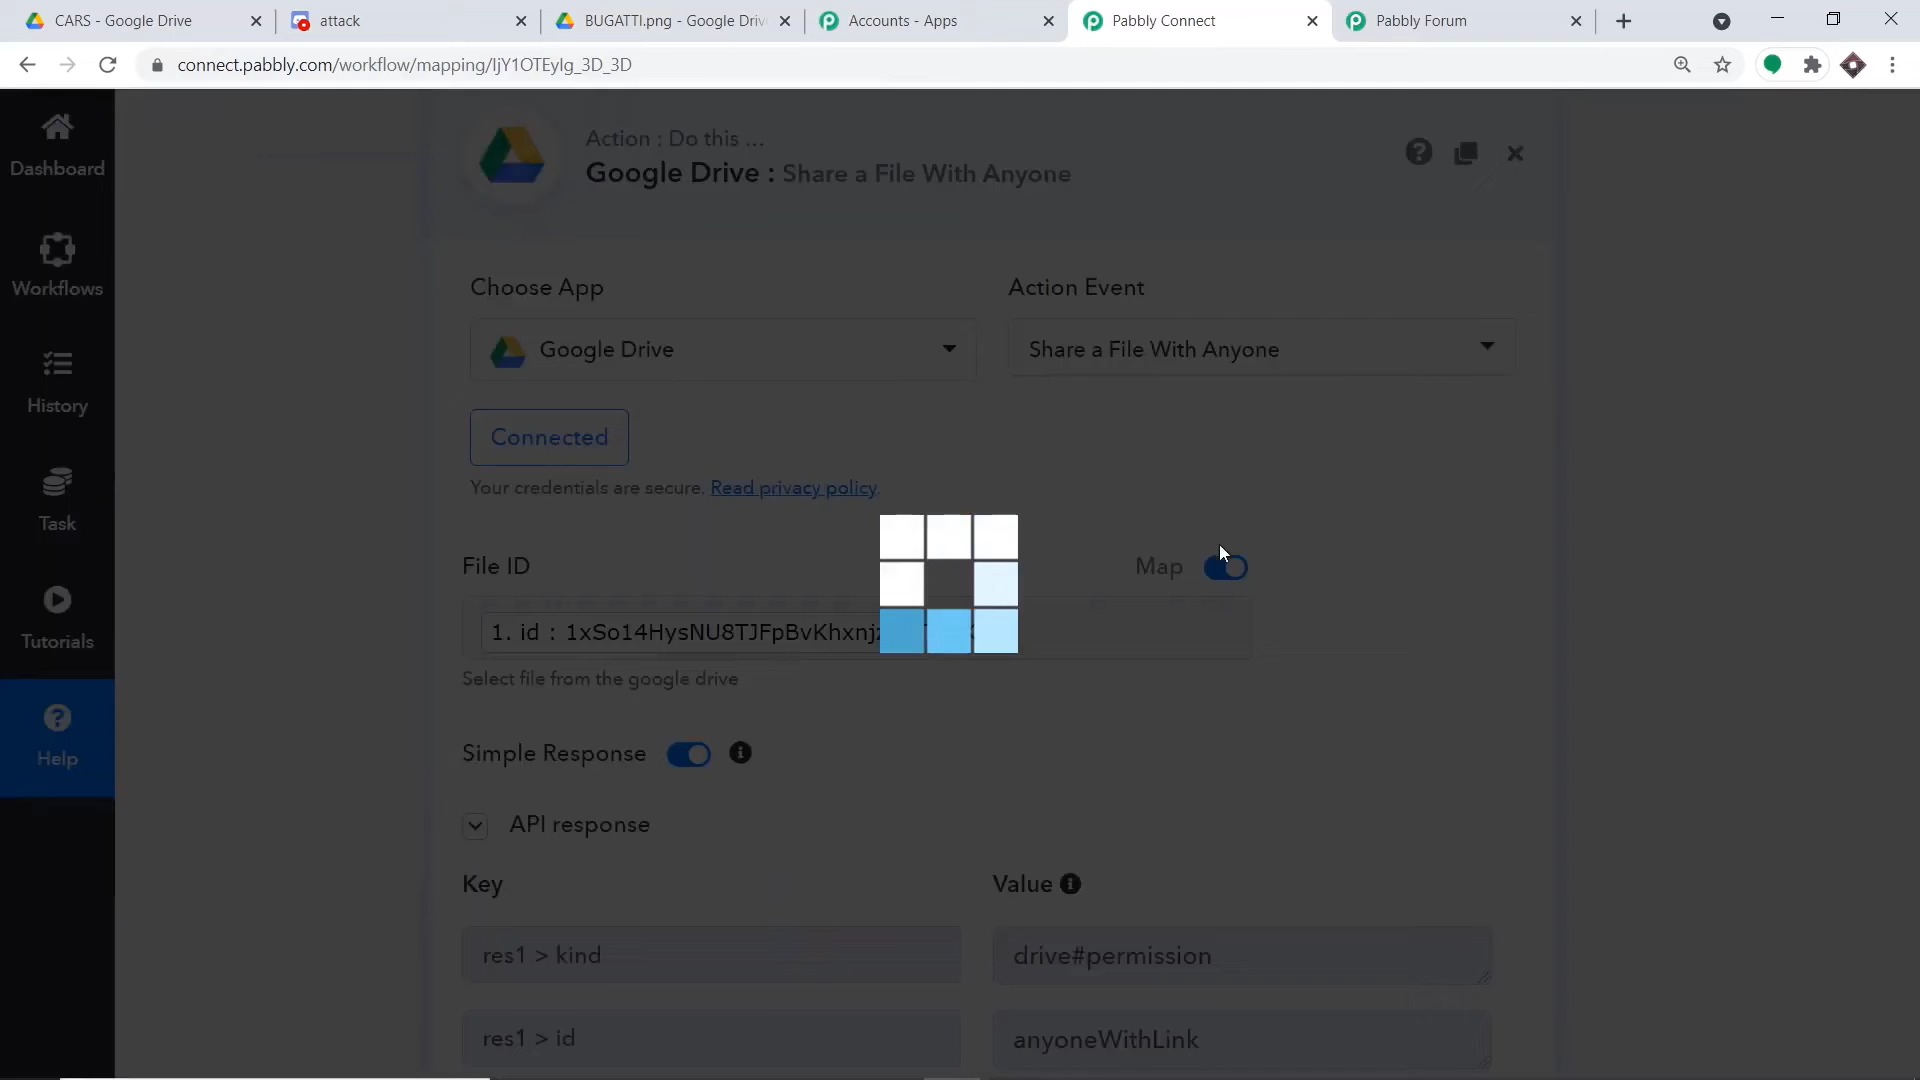 CARS - Google Drive
attack
BUGATTI.png - Google Driv
Accounts - Apps
Pabbly Connect
Pabbly Forum
connect.pabbly.com/workflow/mapping/IjY1OTEyIg_3D_3D
Dashboard
Workflows
History
Task
Tutorials
Help
Action : Do this ...
Google Drive : Share a File With Anyone
Choose App
Action Event
Google Drive
Share a File With Anyone
Connected
Your credentials are secure. Read privacy policy.
File ID
Map
1. id : 1xSo14HysNU8TJFpBvKhxnj
Select file from the google drive
Simple Response
API response
Key
Value
res1 > kind
drive#permission
res1 > id
anyoneWithLink